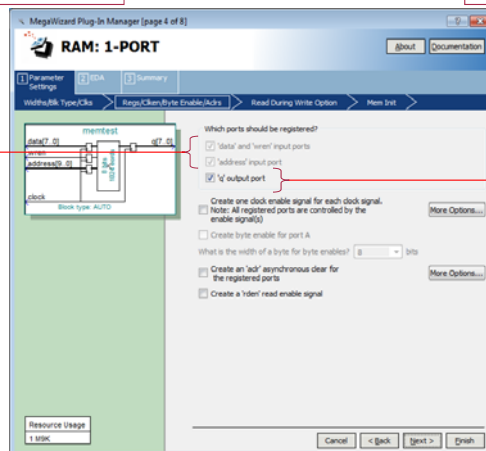 MegaWizard Plug-In Manager [page 4 of 8]
RAM: 1-PORT
About Documentation
1 Parameter Settings 2 EDA 3 Summary
Widths/Blk Type/Clks Regs/Clken/Byte Enable/Adrs Read During Write Option Mem Init
memtest
data[7..0] q[7..0]
wren
address[9..0]
clock
Block type: AUTO
Which ports should be registered?
'data' and 'wren' input ports
'address' input port
'q' output port
Create one clock enable signal for each clock signal.
Note: All registered ports are controlled by the
enable signal(s)
More Options...
Create byte enable for port A
What is the width of a byte for byte enables? 8 bits
Create an 'aclr' asynchronous clear for
the registered ports
More Options...
Create a 'rden' read enable signal
Resource Usage
1 M9K
Cancel < Back Next > Finish